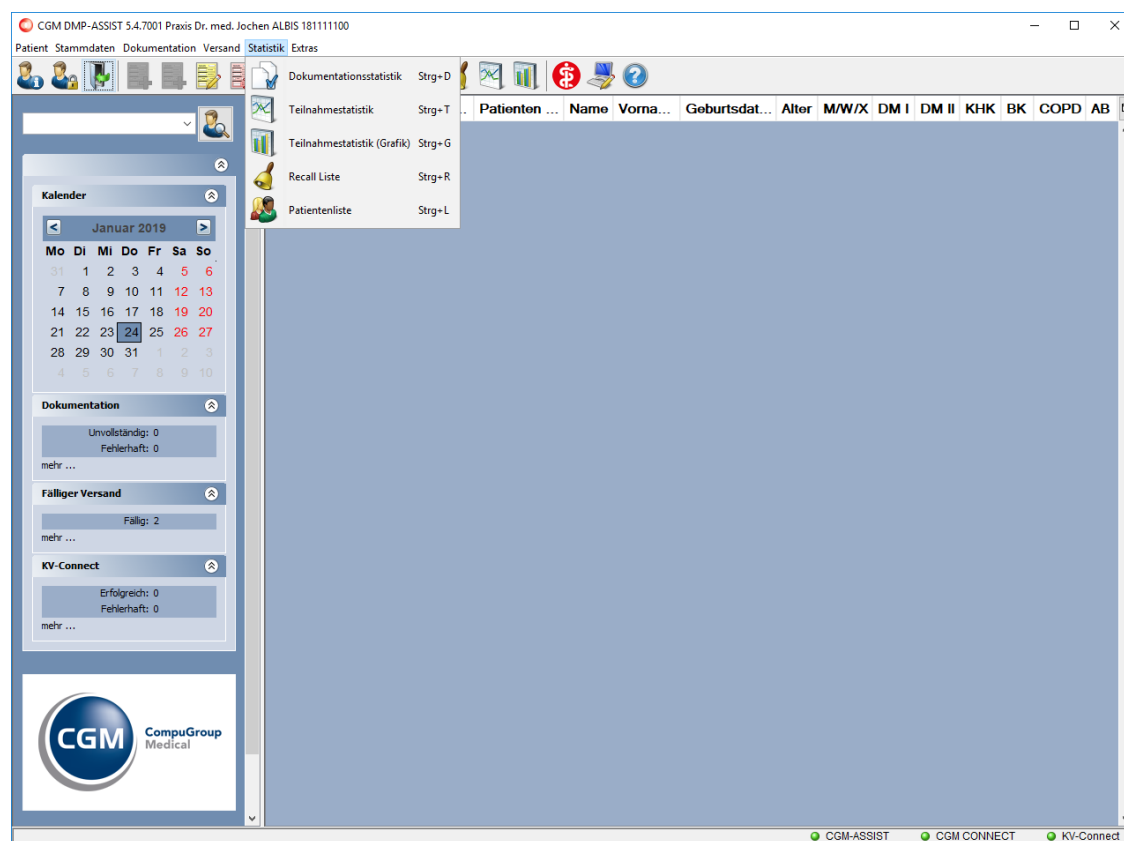 CGM DMP-ASSIST 5.4.7001 Praxis Dr. med. Jochen ALBIS 181111100
Patient Stammdaten Dokumentation Versand Statistik Extras
Dokumentationsstatistik Strg+D
Teilnahmestatistik Strg+T
Teilnahmestatistik (Grafik) Strg+G
Recall Liste Strg+R
Patientenliste Strg+L
.. Patienten ... Name Vorna... Geburtsdat... Alter M/W/X DM I DM II KHK BK COPD AB
Kalender
< Januar 2019 >
Mo Di Mi Do Fr Sa So
31 1 2 3 4 5 6
7 8 9 10 11 12 13
14 15 16 17 18 19 20
21 22 23 24 25 26 27
28 29 30 31 1 2 3
4 5 6 7 8 9 10
Dokumentation
Unvollständig: 0
Fehlerhaft: 0
mehr ...
Fälliger Versand
Fällig: 2
mehr ...
KV-Connect
Erfolgreich: 0
Fehlerhaft: 0
mehr ...
CGM CompuGroup
Medical
CGM-ASSIST CGM CONNECT KV-Connect